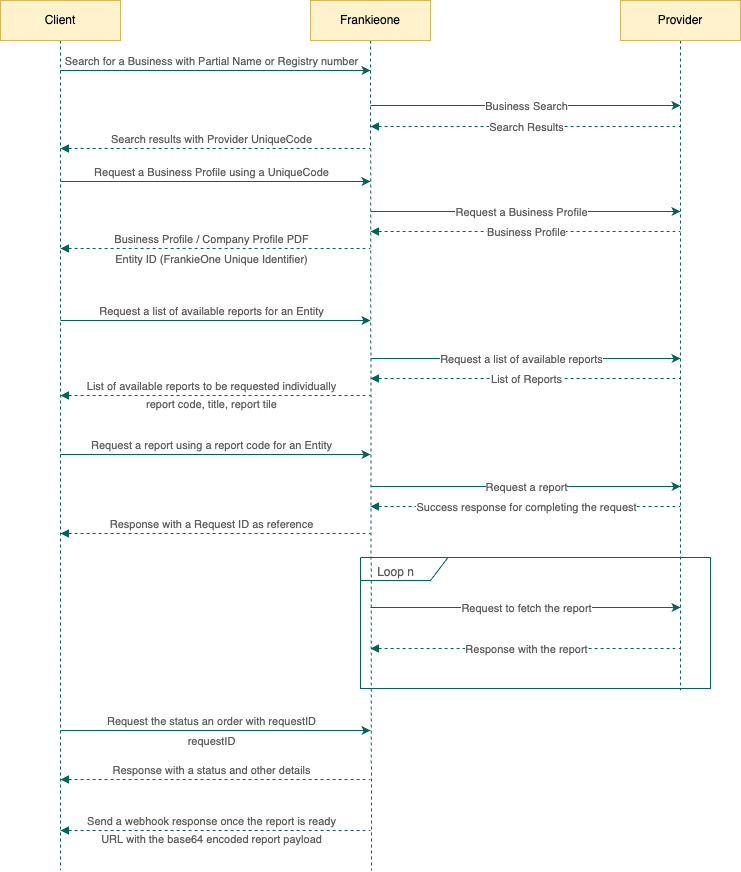 Client
Frankieone
Provider
Search for a Business with Partial Name or Registry number
Business Search
Search Results
Search results with Provider UniqueCode
Request a Business Profile using a UniqueCode
Request a Business Profile
Business Profile
Business Profile / Company Profile PDF
Entity ID (FrankieOne Unique Identifier)
Request a list of available reports for an Entity
Request a list of available reports
List of Reports
List of available reports to be requested individually
report code, title, report tile
Request a report using a report code for an Entity
Request a report
Success response for completing the request
Response with a Request ID as reference
Loop n
Request to fetch the report
Response with the report
Request the status an order with requestID
requestID
Response with a status and other details
Send a webhook response once the report is ready
URL with the base64 encoded report payload